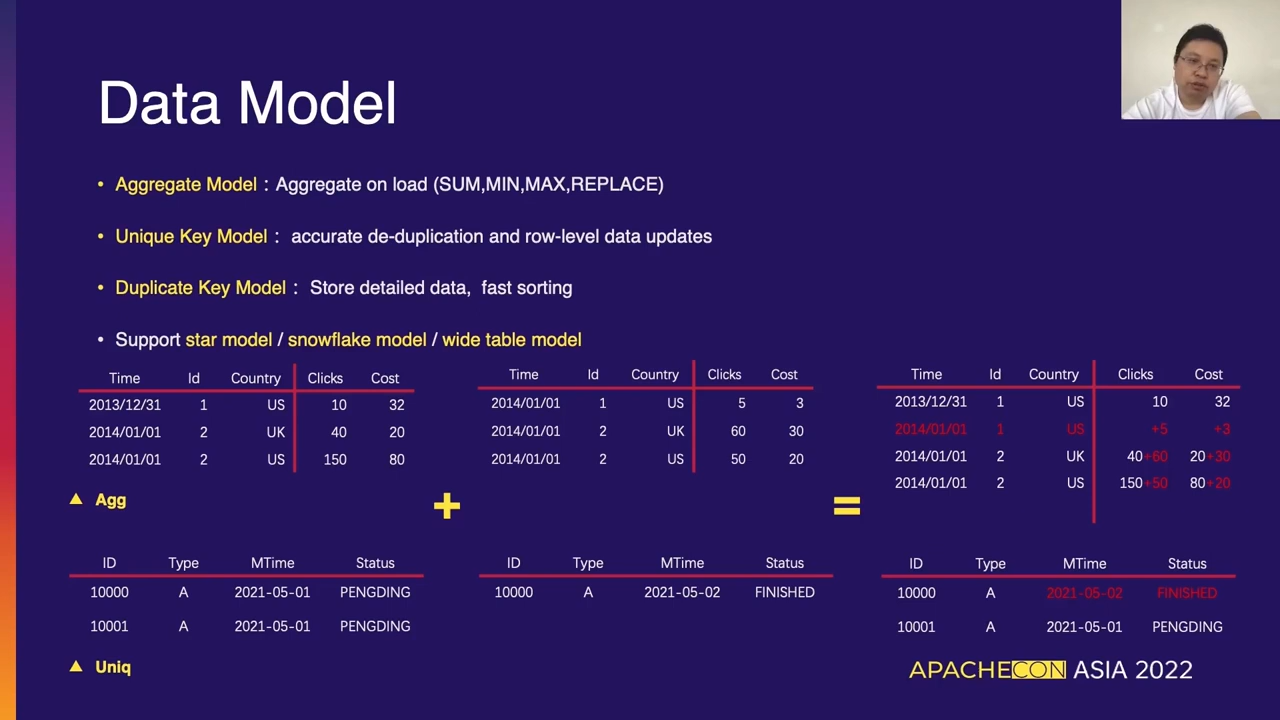 Data Model
• Aggregate Model : Aggregate on load (SUM,MIN,MAX,REPLACE)
• Unique Key Model : accurate de-duplication and row-level data updates
• Duplicate Key Model : Store detailed data, fast sorting
• Support star model / snowflake model / wide table model
Time Id Country Clicks Cost
2013/12/31 1 US 10 32
2014/01/01 2 UK 40 20
2014/01/01 2 US 150 80
▲ Agg
+
Time Id Country Clicks Cost
2014/01/01 1 US 5 3
2014/01/01 2 UK 60 30
2014/01/01 2 US 50 20
=
Time Id Country Clicks Cost
2013/12/31 1 US 10 32
2014/01/01 1 US +5 +3
2014/01/01 2 UK 40+60 20+30
2014/01/01 2 US 150+50 80+20
ID Type MTime Status
10000 A 2021-05-01 PENGDING
10001 A 2021-05-01 PENGDING
▲ Uniq
ID Type MTime Status
10000 A 2021-05-02 FINISHED
ID Type MTime Status
10000 A 2021-05-02 FINISHED
10001 A 2021-05-01 PENGDING
APACHECON ASIA 2022